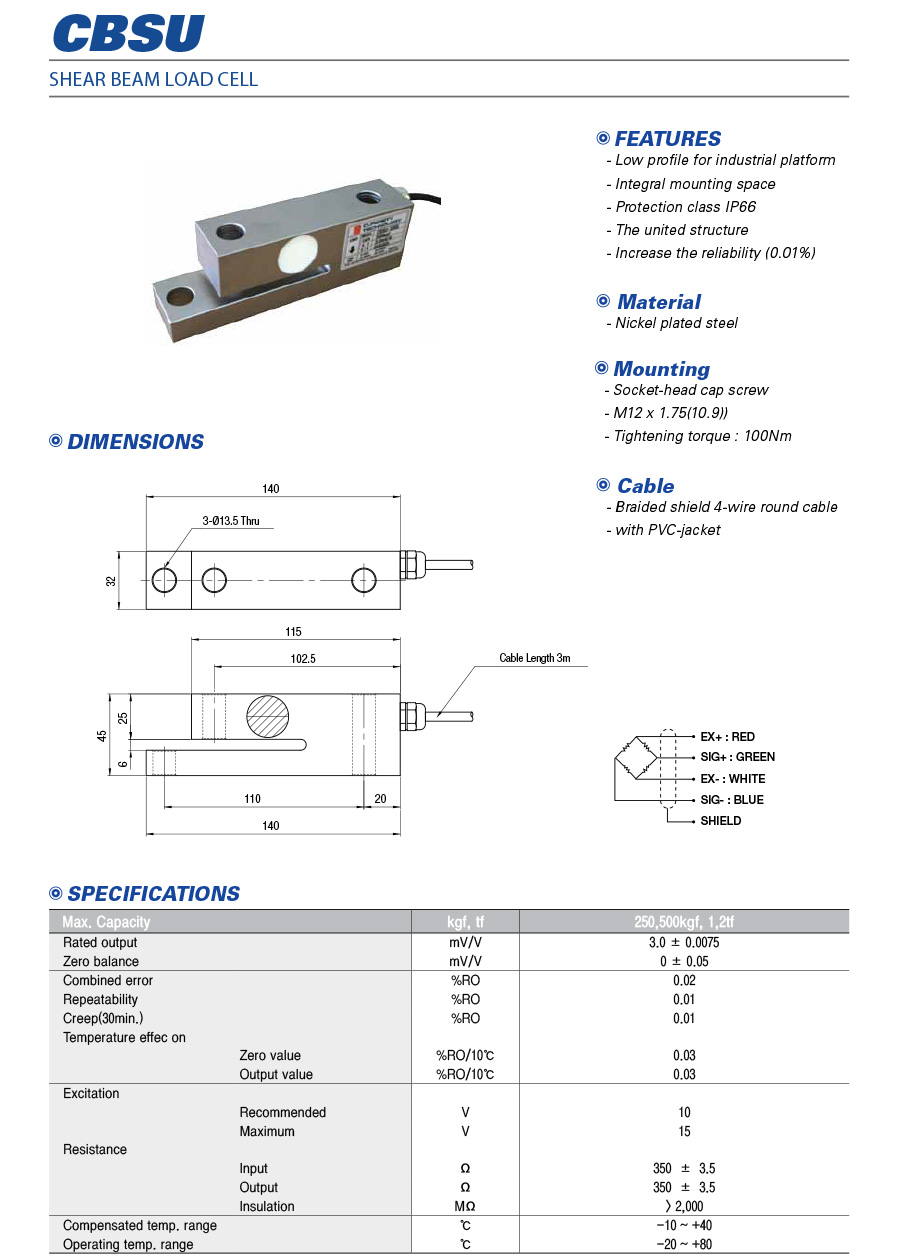 CBSU
SHEAR BEAM LOAD CELL
FEATURES
- Low profile for industrial platform
- Integral mounting space
- Protection class IP66
- The united structure
- Increase the reliability (0.01%)
Material
- Nickel plated steel
Mounting
- Socket-head cap screw
- M12 x 1.75(10.9))
- Tightening torque : 100Nm
Cable
- Braided shield 4-wire round cable
- with PVC-jacket
DIMENSIONS
140
3-Ø13.5 Thru
32
115
102.5
Cable Length 3m
45
25
6
110
20
140
EX+ : RED
SIG+ : GREEN
EX- : WHITE
SIG- : BLUE
SHIELD
SPECIFICATIONS
Max. Capacity kgf, tf 250,500kgf, 1,2tf
Rated output mV/V 3.0 ± 0.0075
Zero balance mV/V 0 ± 0.05
Combined error %RO 0.02
Repeatability %RO 0.01
Creep(30min.) %RO 0.01
Temperature effec on
Zero value %RO/10℃ 0.03
Output value %RO/10℃ 0.03
Excitation
Recommended V 10
Maximum V 15
Resistance
Input Ω 350 ± 3.5
Output Ω 350 ± 3.5
Insulation MΩ 〉2,000
Compensated temp. range ℃ -10 ~ +40
Operating temp. range ℃ -20 ~ +80